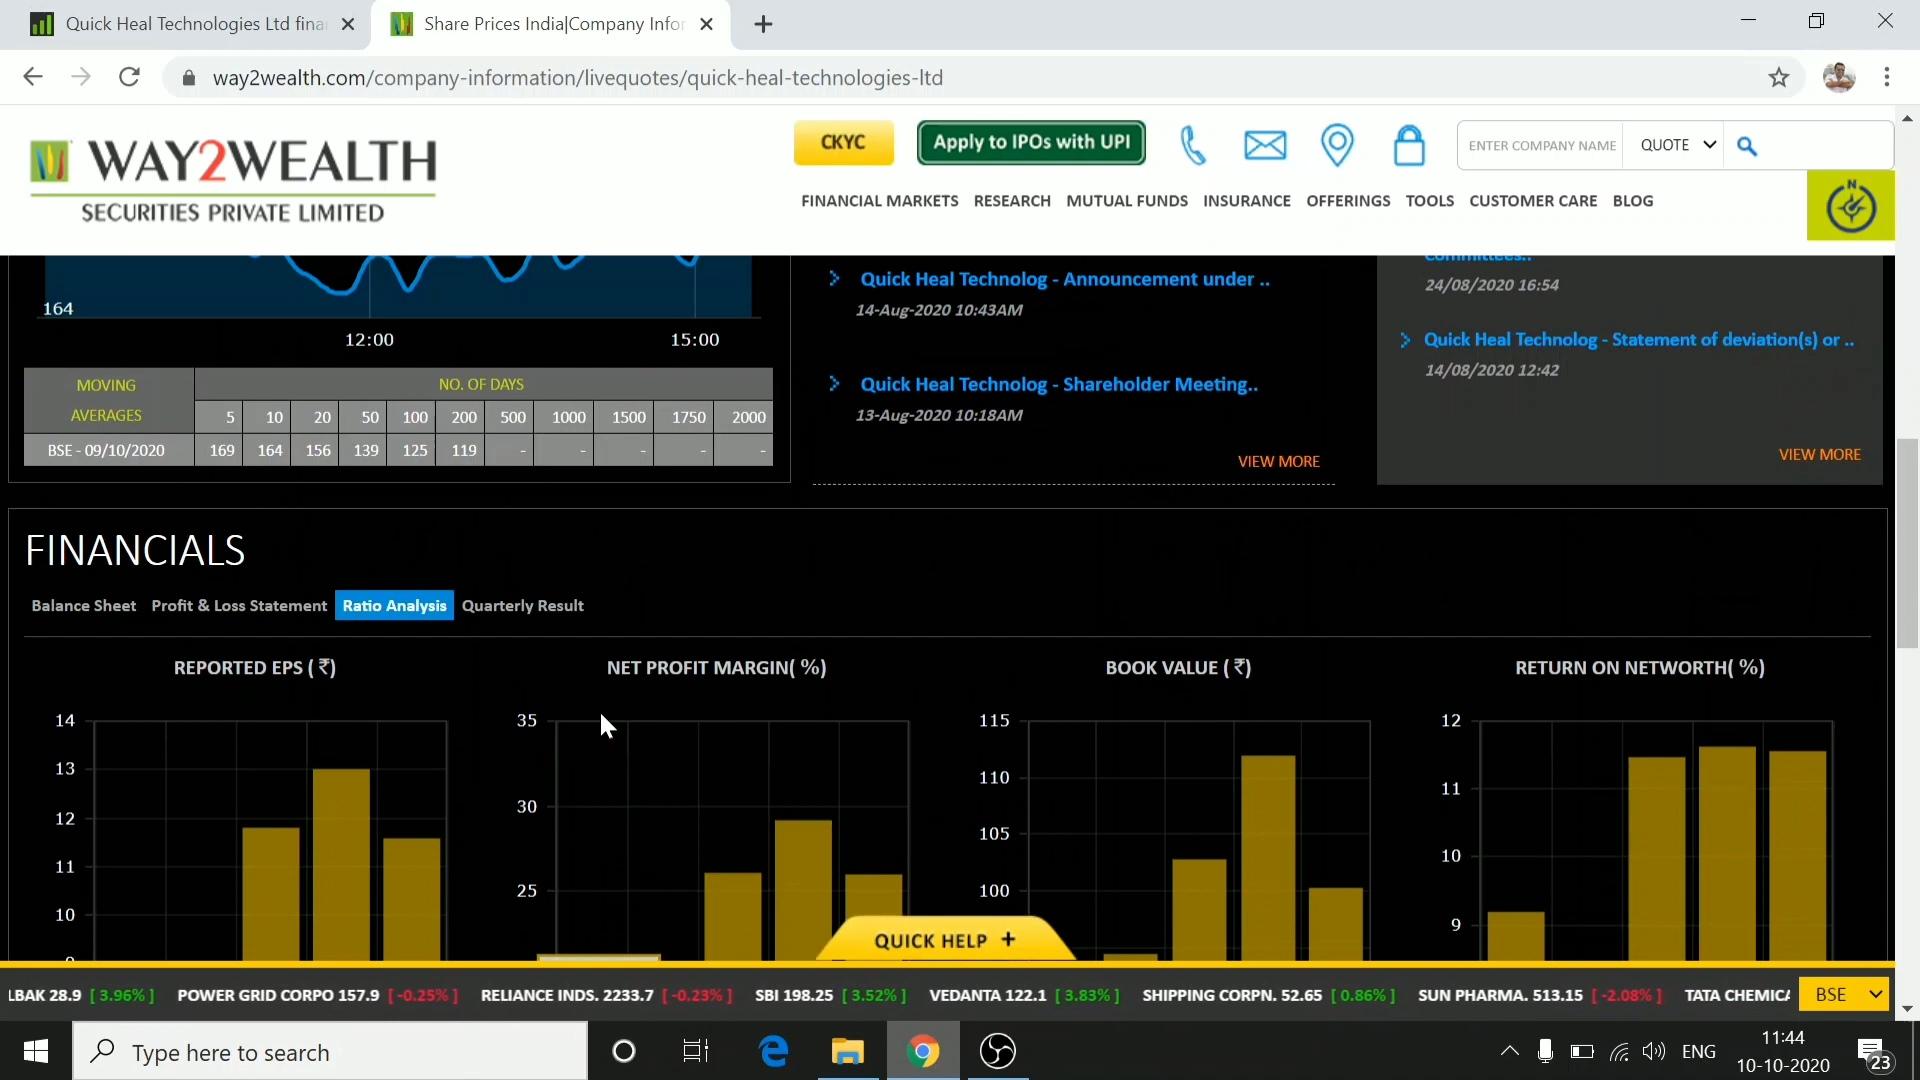 Quick Heal Technologies Ltd fina
Share Prices India|Company Infor
way2wealth.com/company-information/livequotes/quick-heal-technologies-ltd
WAY2WEALTH
SECURITIES PRIVATE LIMITED
CKYC
Apply to IPOs with UPI
ENTER COMPANY NAME
QUOTE
N
FINANCIAL MARKETS RESEARCH MUTUAL FUNDS INSURANCE OFFERINGS TOOLS CUSTOMER CARE BLOG
164
12:00 15:00
Quick Heal Technolog - Announcement under ..
14-Aug-2020 10:43AM
Quick Heal Technolog - Shareholder Meeting..
13-Aug-2020 10:18AM
VIEW MORE
Committees..
24/08/2020 16:54
Quick Heal Technolog - Statement of deviation(s) or ..
14/08/2020 12:42
VIEW MORE
MOVING AVERAGES
NO. OF DAYS
5 10 20 50 100 200 500 1000 1500 1750 2000
BSE - 09/10/2020 169 164 156 139 125 119 - - - - -
FINANCIALS
Balance Sheet Profit & Loss Statement Ratio Analysis Quarterly Result
REPORTED EPS ( ₹)
14
13
12
11
10
9
NET PROFIT MARGIN( %)
35
30
25
BOOK VALUE ( ₹)
115
110
105
100
RETURN ON NETWORTH( %)
12
11
10
9
QUICK HELP +
LBAK 28.9 [ 3.96% ] POWER GRID CORPO 157.9 [ -0.25% ] RELIANCE INDS. 2233.7 [ -0.23% ] SBI 198.25 [ 3.52% ] VEDANTA 122.1 [ 3.83% ] SHIPPING CORPN. 52.65 [ 0.86% ] SUN PHARMA. 513.15 [ -2.08% ] TATA CHEMICA
BSE
Type here to search
ENG
11:44
10-10-2020
23